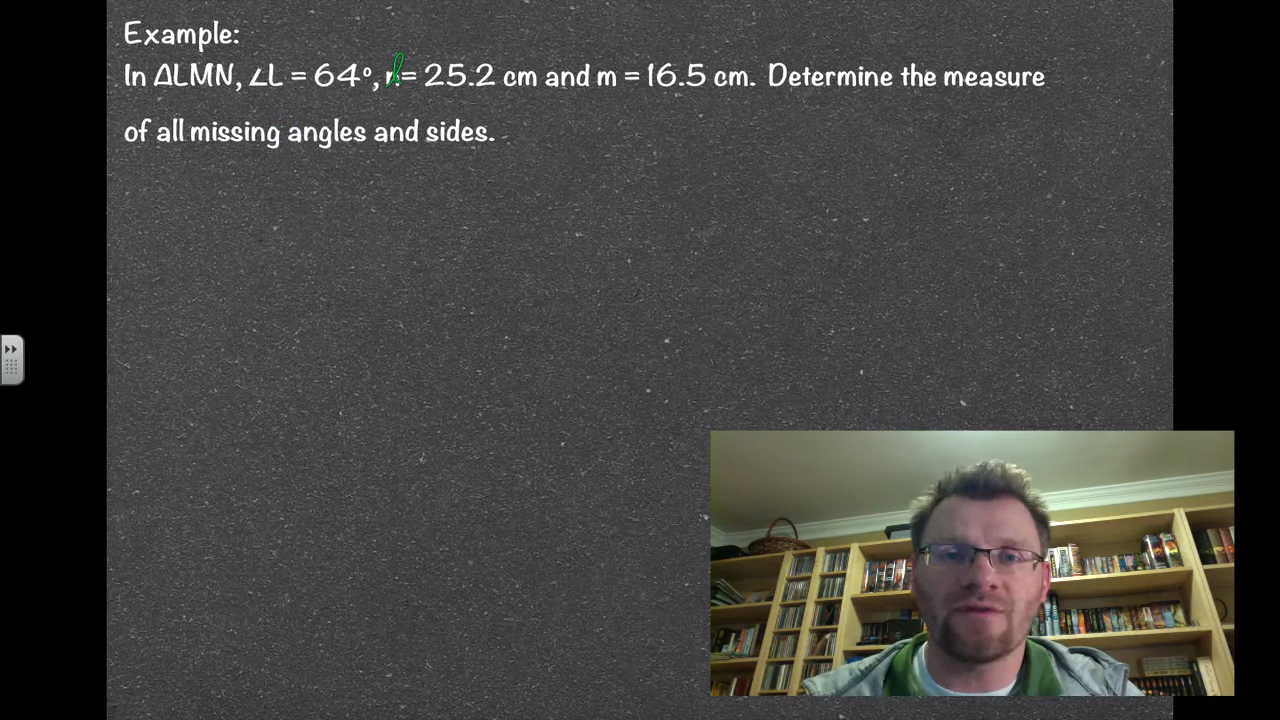 Example:
In ΔLMN, ∠L = 64°, l = 25.2 cm and m = 16.5 cm. Determine the measure
of all missing angles and sides.